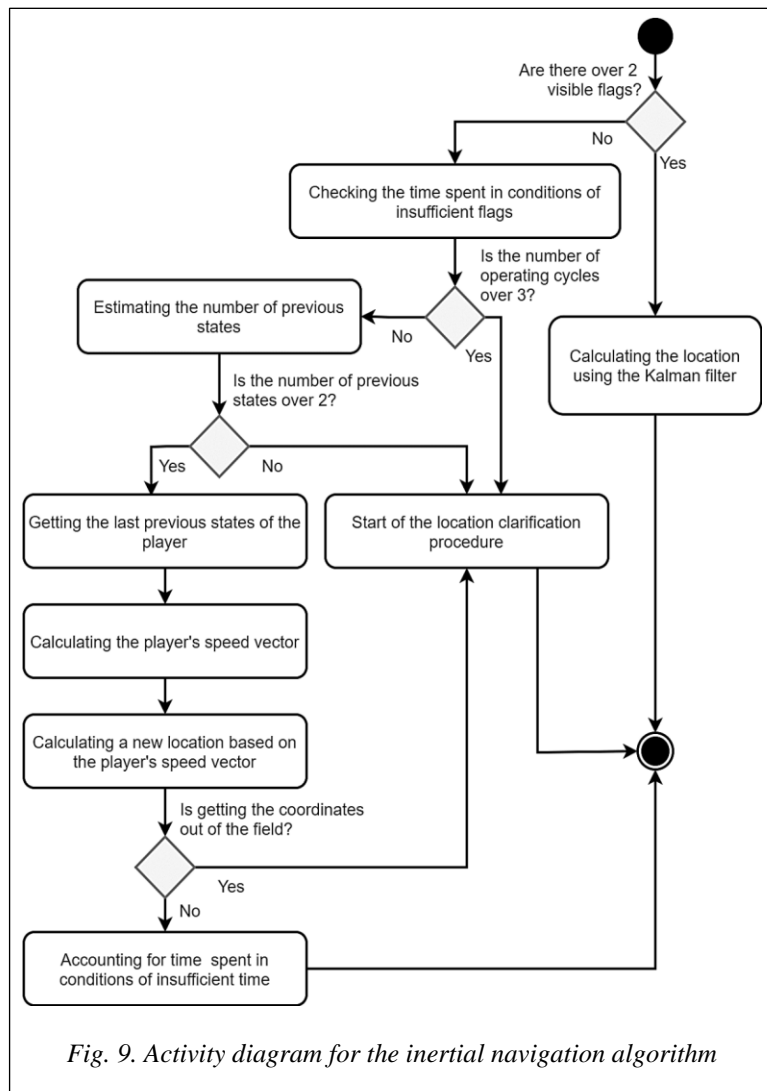 Are there over 2
visible flags?
No
Yes
Checking the time spent in conditions of
insufficient flags
Is the number of
operating cycles
over 3?
Estimating the number of previous
states
No
Yes
Calculating the location
using the Kalman filter
Is the number of previous
states over 2?
Yes
No
Getting the last previous states of the
player
Start of the location clarification
procedure
Calculating the player's speed vector
Calculating a new location based on
the player's speed vector
Is getting the coordinates
out of the field?
Yes
No
Accounting for time spent in
conditions of insufficient time
Fig. 9. Activity diagram for the inertial navigation algorithm